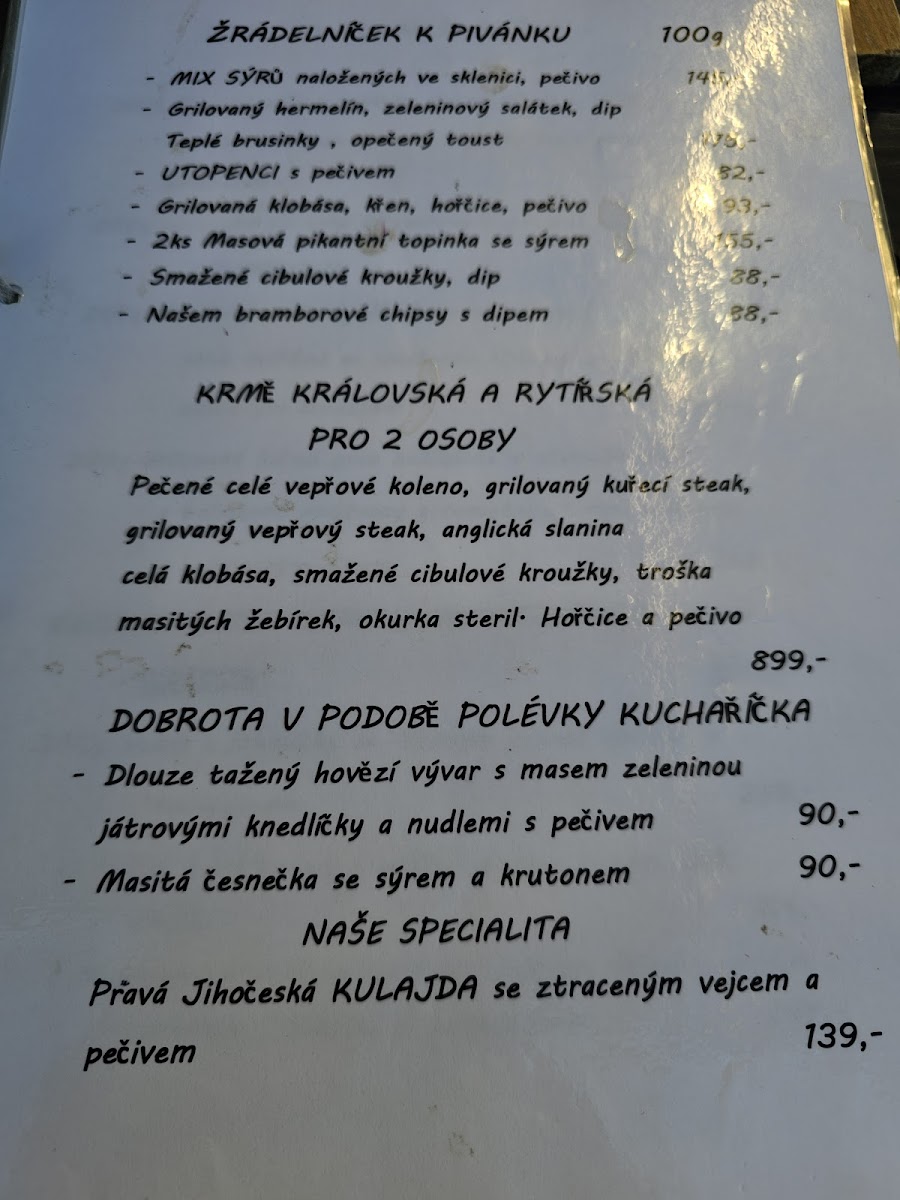 ŽRÁDELNÍČEK K PIVÁNKU 100g
- MIX SÝRŮ naložených ve sklenici, pečivo
- Grilovaný hermelín, zeleninový salátek, dip
Teplé brusinky , opečený toust
- UTOPENCI s pečivem 82,-
- Grilovaná klobása, křen, hořčice, pečivo 93,-
- 2ks Masová pikantní topinka se sýrem 155,-
- Smažené cibulové kroužky, dip 88,-
- Našem bramborové chipsy s dipem 88,-
KRMĚ KRÁLOVSKÁ A RYTÍŘSKÁ
PRO 2 OSOBY
Pečené celé vepřové koleno, grilovaný kuřecí steak,
grilovaný vepřový steak, anglická slanina
celá klobása, smažené cibulové kroužky, troška
masitých žebírek, okurka steril· Hořčice a pečivo
899,-
DOBROTA V PODOBĚ POLÉVKY KUCHAŘÍČKA
- Dlouze tažený hovězí vývar s masem zeleninou
játrovými knedlíčky a nudlemi s pečivem 90,-
- Masitá česnečka se sýrem a krutonem 90,-
NAŠE SPECIALITA
Přavá Jihočeská KULAJDA se ztraceným vejcem a
pečivem 139,-